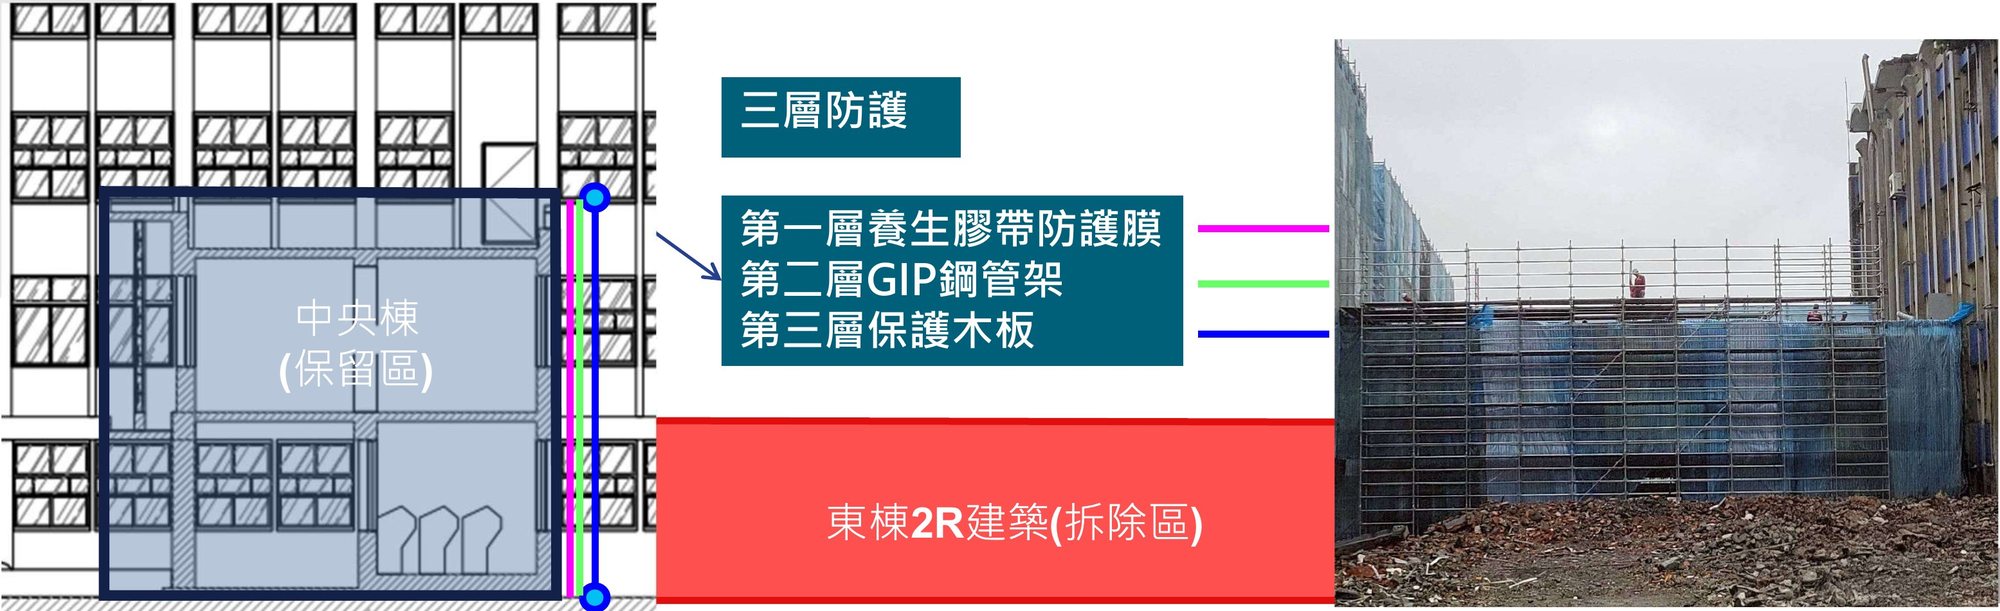 三層防護
第一層養生膠帶防護膜
第二層GIP鋼管架
第三層保護木板
中央棟
(保留區)
東棟2R建築(拆除區)